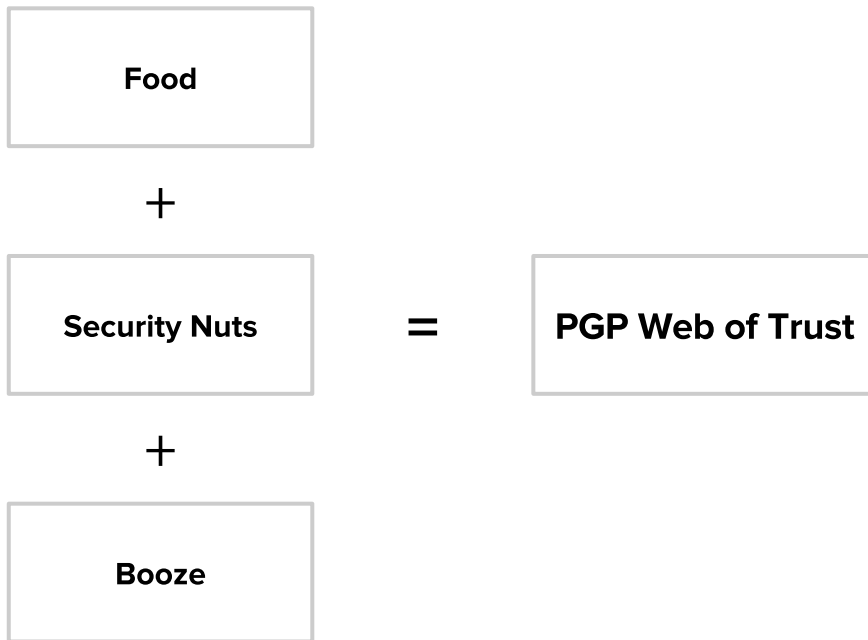 Food
+
Security Nuts
=
PGP Web of Trust
+
Booze